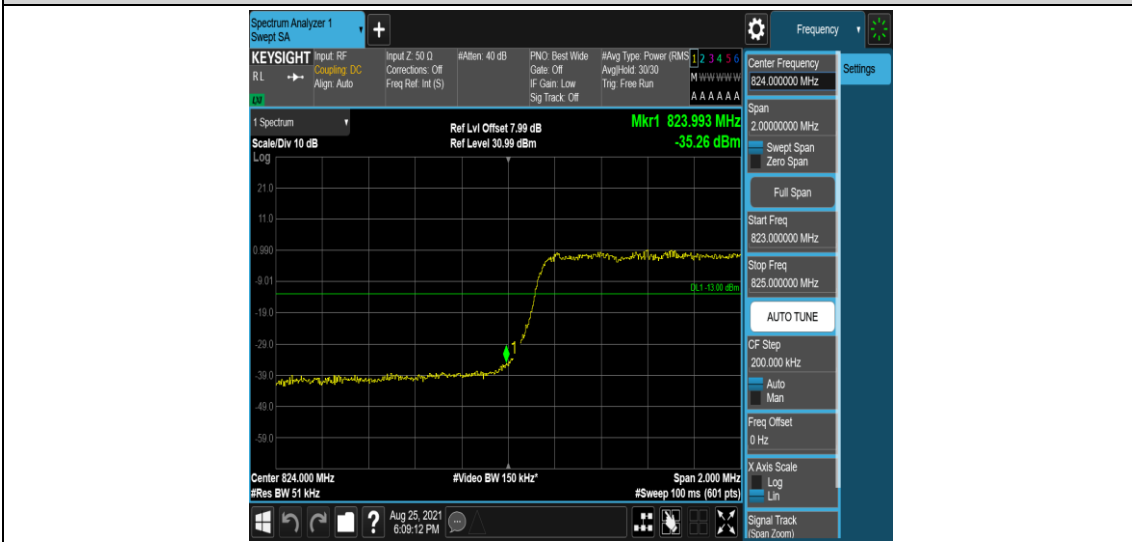 Spectrum Analyzer 1
Swept SA
+
Frequency
KEYSIGHT
RL
LXI
Input: RF
Coupling: DC
Align: Auto
Input Z: 50 Ω
Corrections: Off
Freq Ref: Int (S)
#Atten: 40 dB
PNO: Best Wide
Gate: Off
IF Gain: Low
Sig Track: Off
#Avg Type: Power (RMS
Avg|Hold: 30/30
Trig: Free Run
1 2 3 4 5 6
M W W W W W
A A A A A A
1 Spectrum
Scale/Div 10 dB
Log
Ref Lvl Offset 7.99 dB
Ref Level 30.99 dBm
Mkr1 823.993 MHz
-35.26 dBm
21.0
11.0
0.990
-9.01
DL1 -13.00 dBm
-19.0
-29.0
1
-39.0
-49.0
-59.0
Center 824.000 MHz
#Res BW 51 kHz
#Video BW 150 kHz*
Span 2.000 MHz
#Sweep 100 ms (601 pts)
Center Frequency
824.000000 MHz
Settings
Span
2.00000000 MHz
Swept Span
Zero Span
Full Span
Start Freq
823.000000 MHz
Stop Freq
825.000000 MHz
AUTO TUNE
CF Step
200.000 kHz
Auto
Man
Freq Offset
0 Hz
X Axis Scale
Log
Lin
Signal Track
(Span Zoom)
?
Aug 25, 2021
6:09:12 PM